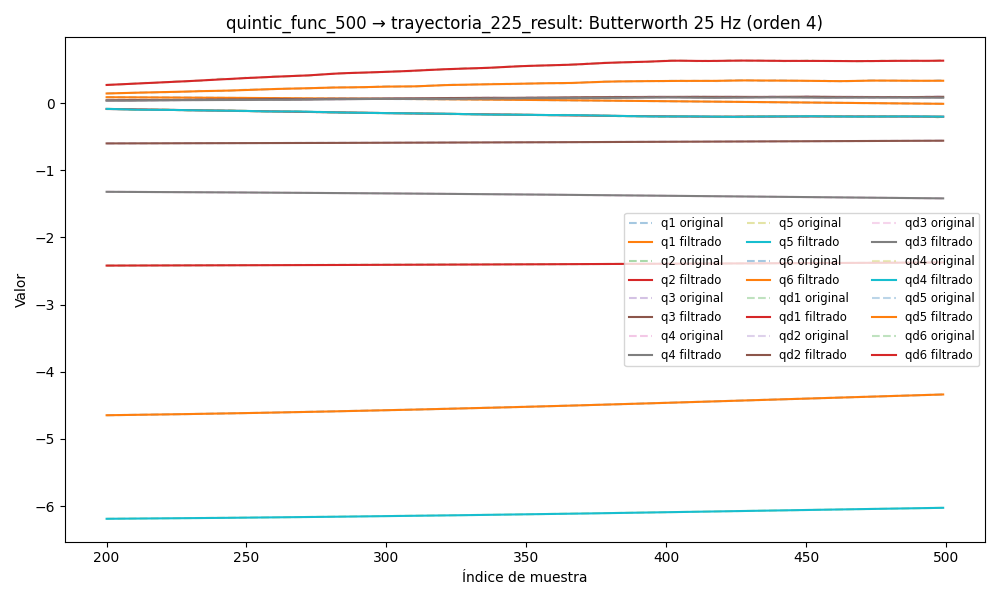 quintic_func_500 → trayectoria_225_result: Butterworth 25 Hz (orden 4)
Valor
0
−1
−2
−3
−4
−5
−6
q1 original
q1 filtrado
q2 original
q2 filtrado
q3 original
q3 filtrado
q4 original
q4 filtrado
q5 original
q5 filtrado
q6 original
q6 filtrado
qd1 original
qd1 filtrado
qd2 original
qd2 filtrado
qd3 original
qd3 filtrado
qd4 original
qd4 filtrado
qd5 original
qd5 filtrado
qd6 original
qd6 filtrado
200 250 300 350 400 450 500
Índice de muestra